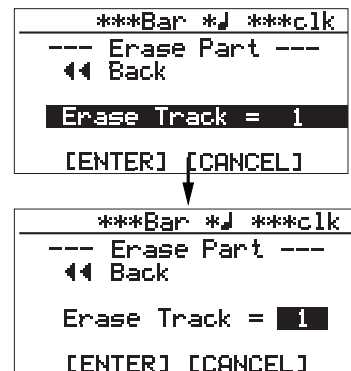 ***Bar *♩ ***clk
--- Erase Part ---
◀◀ Back
Erase Track = 1
[ENTER] [CANCEL]
***Bar *♩ ***clk
--- Erase Part ---
◀◀ Back
Erase Track = 1
[ENTER] [CANCEL]